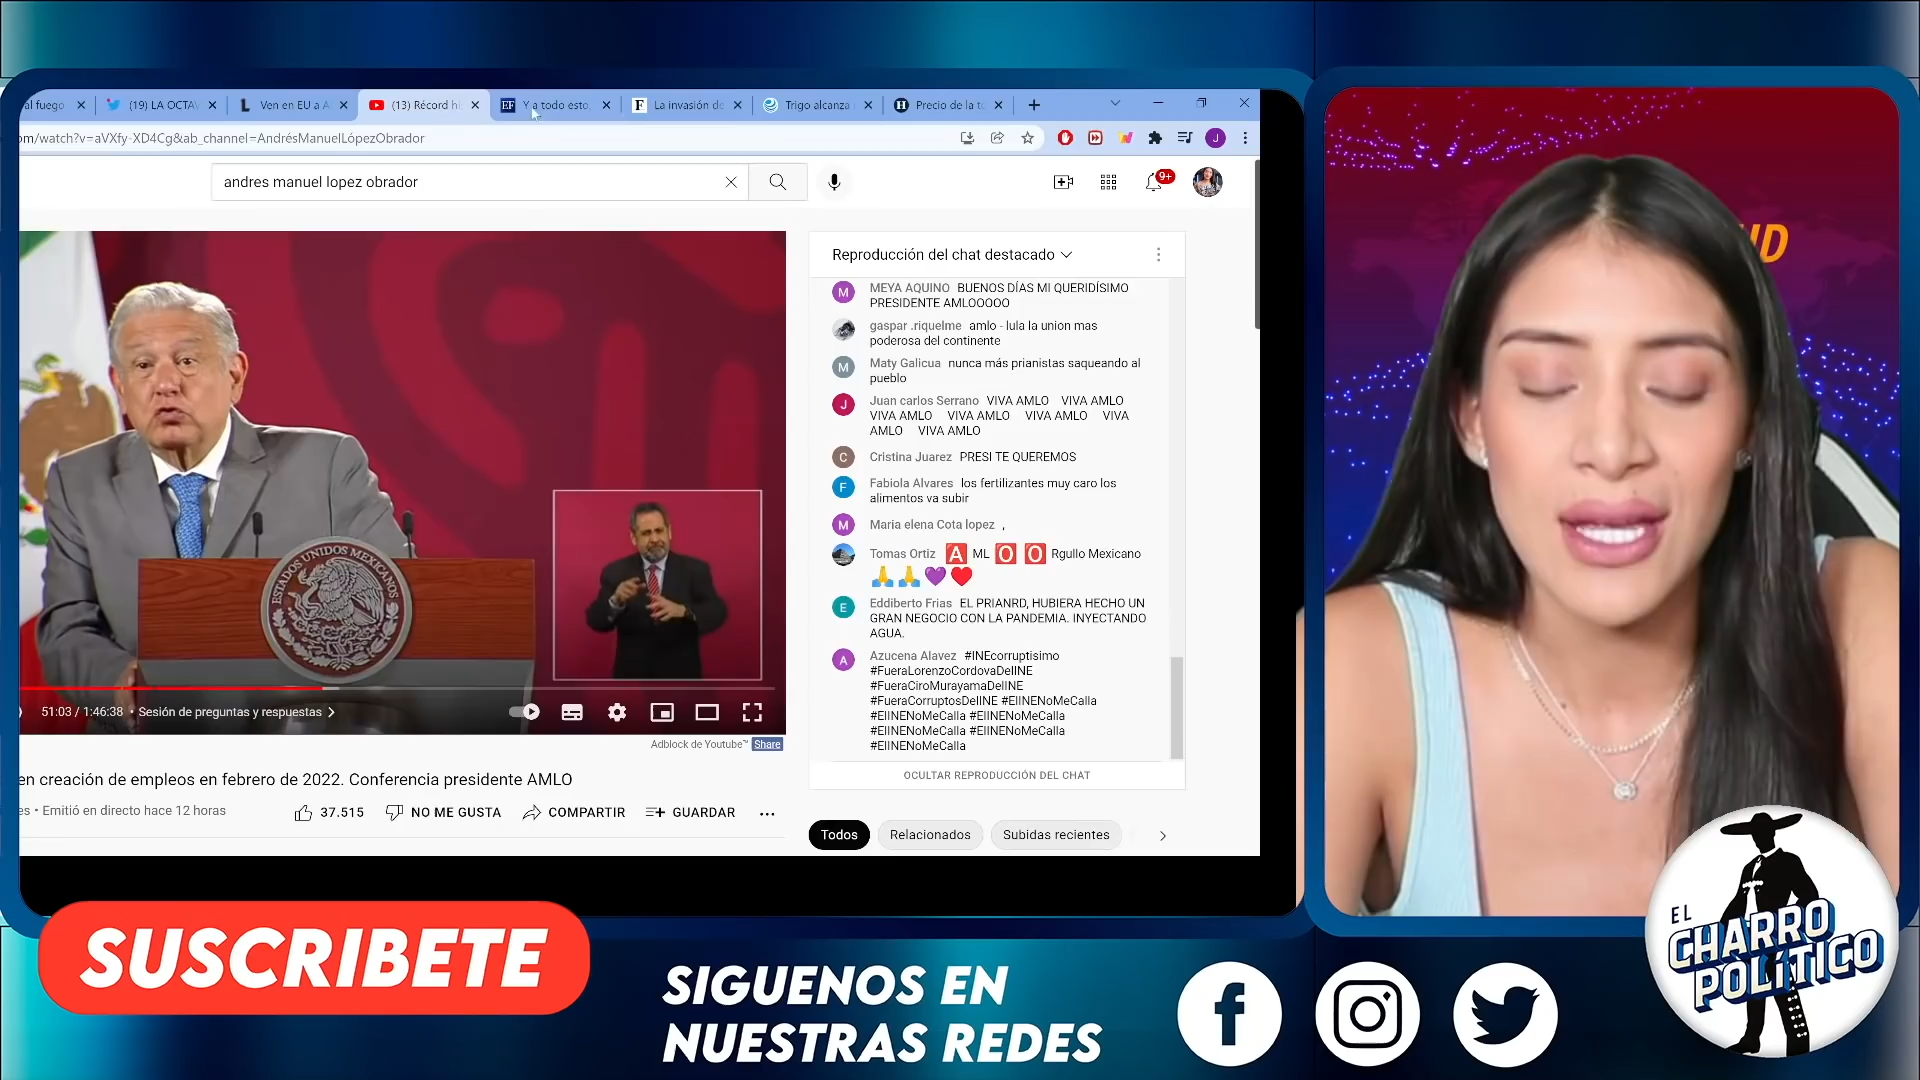 al fuego
(19) LA OCTAV
Ven en EU a A
(13) Récord hi
EF Y a todo esto,
F La invasión de
Trigo alcanza
H Precio de la to
om/watch?v=aVXfy-XD4Cg&ab_channel=AndrésManuelLópezObrador
J
andres manuel lopez obrador
9+
UD
ESTADOS UNIDOS MEXICANOS
51:03 / 1:46:38 • Sesión de preguntas y respuestas
Adblock de Youtube™ Share
en creación de empleos en febrero de 2022. Conferencia presidente AMLO
es • Emitió en directo hace 12 horas
37.515
NO ME GUSTA
COMPARTIR
GUARDAR
Reproducción del chat destacado
M MEYA AQUINO BUENOS DÍAS MI QUERIDÍSIMO
PRESIDENTE AMLOOOOO
gaspar .riquelme amlo - lula la union mas
poderosa del continente
M Maty Galicua nunca más prianistas saqueando al
pueblo
J Juan carlos Serrano VIVA AMLO VIVA AMLO
VIVA AMLO VIVA AMLO VIVA AMLO VIVA
AMLO VIVA AMLO
C Cristina Juarez PRESI TE QUEREMOS
F Fabiola Alvares los fertilizantes muy caro los
alimentos va subir
M Maria elena Cota lopez ,
Tomas Ortiz 🅰 ML 🅾 🅾 Rgullo Mexicano
🙏 🙏 💜 ❤️
E Eddiberto Frias EL PRIANRD, HUBIERA HECHO UN
GRAN NEGOCIO CON LA PANDEMIA. INYECTANDO
AGUA.
A Azucena Alavez #INEcorruptisimo
#FueraLorenzoCordovaDelINE
#FueraCiroMurayamaDelINE
#FueraCorruptosDelINE #ElINENoMeCalla
#ElINENoMeCalla #ElINENoMeCalla
#ElINENoMeCalla #ElINENoMeCalla
#ElINENoMeCalla
OCULTAR REPRODUCCIÓN DEL CHAT
Todos
Relacionados
Subidas recientes
SUSCRIBETE
SIGUENOS EN
NUESTRAS REDES
EL
CHARRO
POLÍTICO